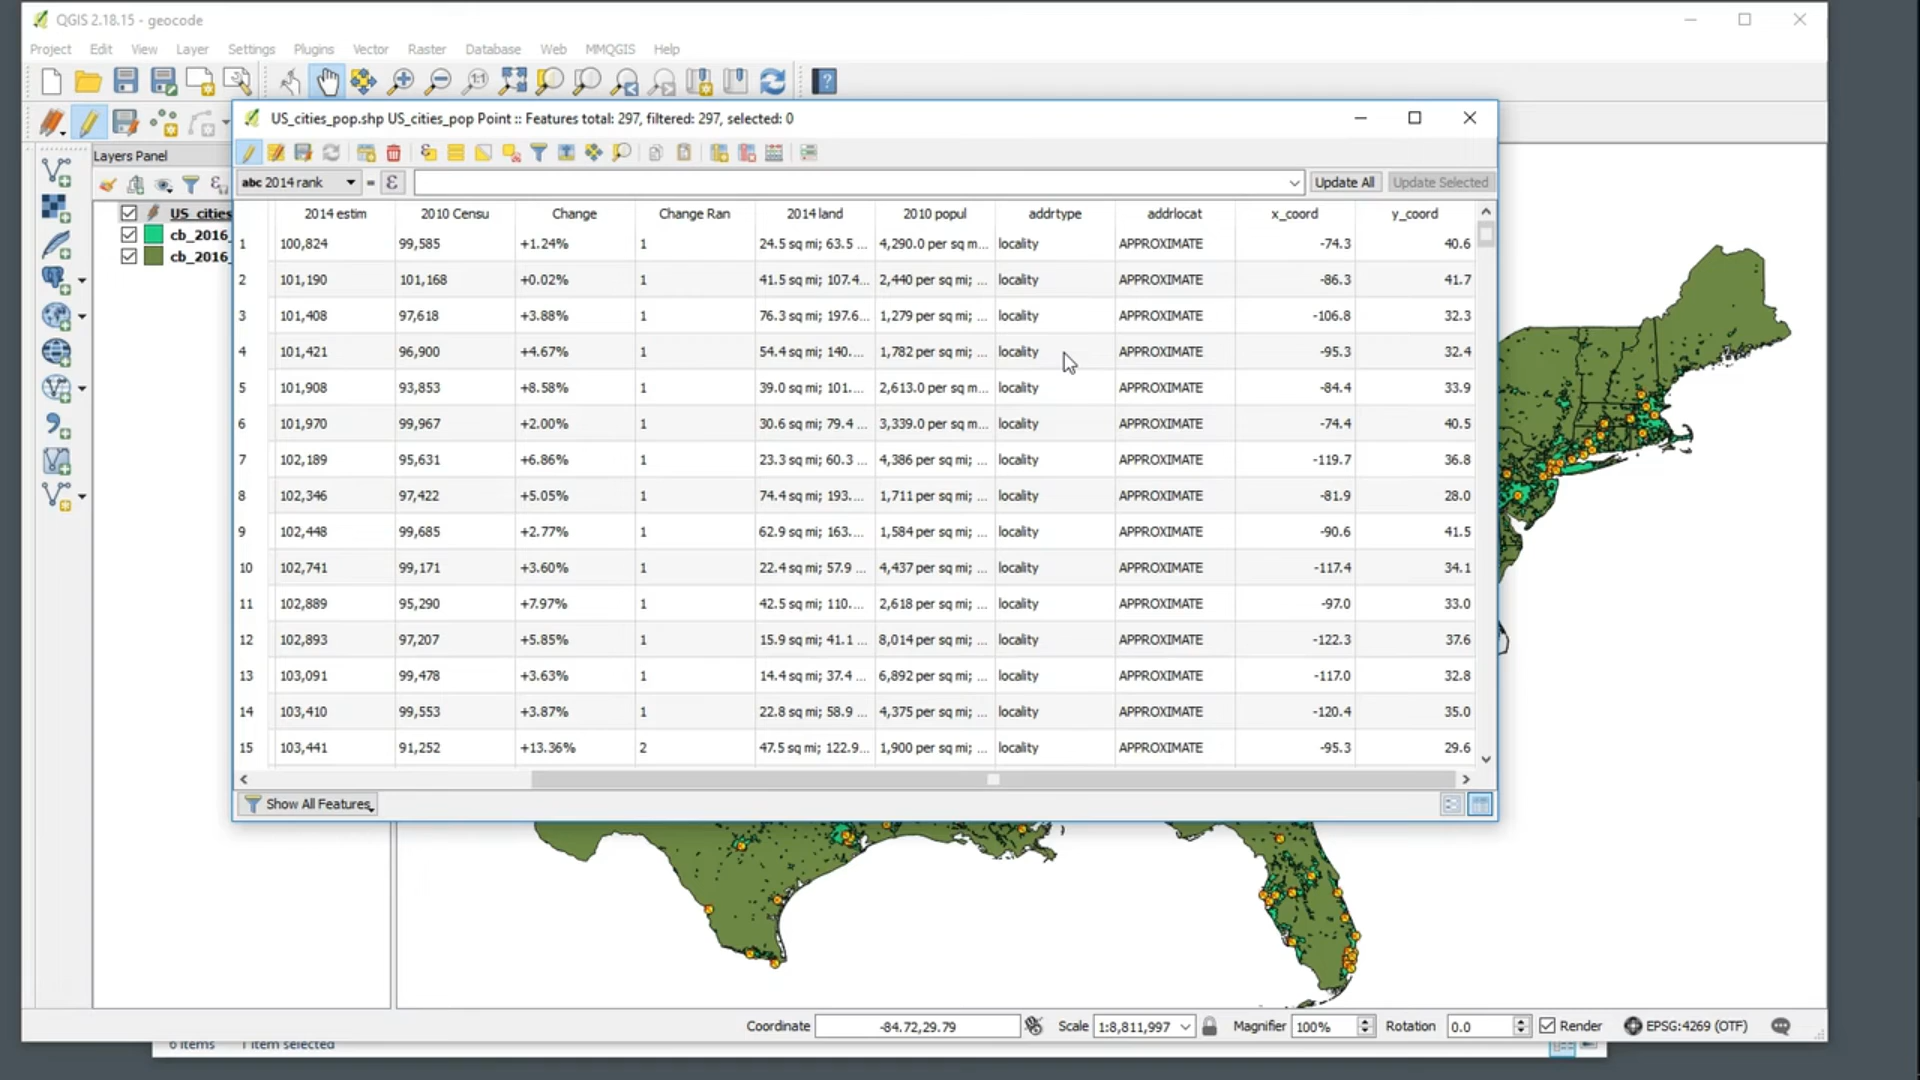 QGIS 2.18.15 - geocode
Project Edit View Layer Settings Plugins Vector Raster Database Web MMQGIS Help
US_cities_pop.shp US_cities_pop Point :: Features total: 297, filtered: 297, selected: 0
Layers Panel
US_cities
cb_2016_
cb_2016_
abc 2014 rank = ε Update All Update Selected
2014 estim 2010 Censu Change Change Ran 2014 land 2010 popul addrtype addrlocat x_coord y_coord
1 100,824 99,585 +1.24% 1 24.5 sq mi; 63.5 ... 4,290.0 per sq m... locality APPROXIMATE -74.3 40.6
2 101,190 101,168 +0.02% 1 41.5 sq mi; 107.4... 2,440 per sq mi; ... locality APPROXIMATE -86.3 41.7
3 101,408 97,618 +3.88% 1 76.3 sq mi; 197.6... 1,279 per sq mi; ... locality APPROXIMATE -106.8 32.3
4 101,421 96,900 +4.67% 1 54.4 sq mi; 140.... 1,782 per sq mi; ... locality APPROXIMATE -95.3 32.4
5 101,908 93,853 +8.58% 1 39.0 sq mi; 101.... 2,613.0 per sq m... locality APPROXIMATE -84.4 33.9
6 101,970 99,967 +2.00% 1 30.6 sq mi; 79.4 ... 3,339.0 per sq m... locality APPROXIMATE -74.4 40.5
7 102,189 95,631 +6.86% 1 23.3 sq mi; 60.3 ... 4,386 per sq mi; ... locality APPROXIMATE -119.7 36.8
8 102,346 97,422 +5.05% 1 74.4 sq mi; 193.... 1,711 per sq mi; ... locality APPROXIMATE -81.9 28.0
9 102,448 99,685 +2.77% 1 62.9 sq mi; 163.... 1,584 per sq mi; ... locality APPROXIMATE -90.6 41.5
10 102,741 99,171 +3.60% 1 22.4 sq mi; 57.9 ... 4,437 per sq mi; ... locality APPROXIMATE -117.4 34.1
11 102,889 95,290 +7.97% 1 42.5 sq mi; 110.... 2,618 per sq mi; ... locality APPROXIMATE -97.0 33.0
12 102,893 97,207 +5.85% 1 15.9 sq mi; 41.1 ... 8,014 per sq mi; ... locality APPROXIMATE -122.3 37.6
13 103,091 99,478 +3.63% 1 14.4 sq mi; 37.4 ... 6,892 per sq mi; ... locality APPROXIMATE -117.0 32.8
14 103,410 99,553 +3.87% 1 22.8 sq mi; 58.9 ... 4,375 per sq mi; ... locality APPROXIMATE -120.4 35.0
15 103,441 91,252 +13.36% 2 47.5 sq mi; 122.9... 1,900 per sq mi; ... locality APPROXIMATE -95.3 29.6
Show All Features
Coordinate -84.72,29.79 Scale 1:8,811,997 Magnifier 100% Rotation 0.0 Render EPSG:4269 (OTF)
6 items 1 item selected